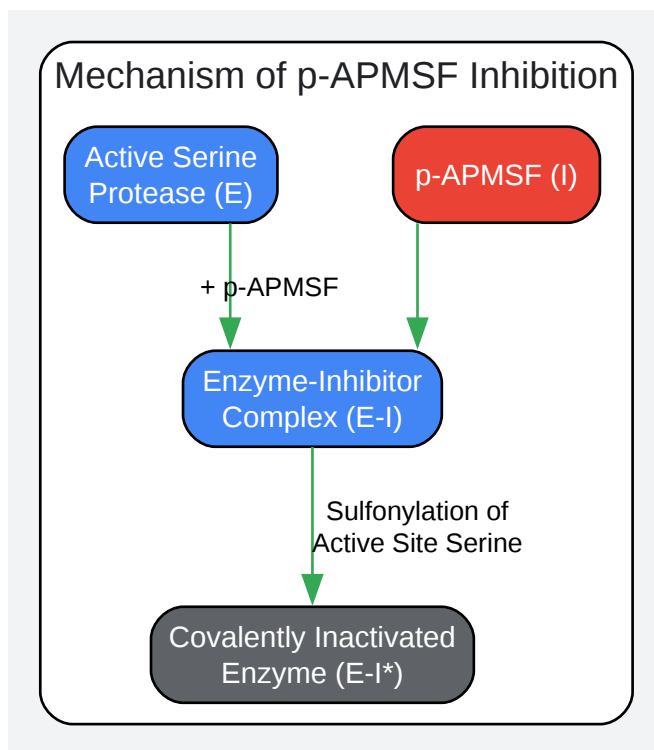 Mechanism of p-APMSF Inhibition
Active Serine
Protease (E)
p-APMSF (I)
+ p-APMSF
Enzyme-Inhibitor
Complex (E-I)
Sulfonylation of
Active Site Serine
Covalently Inactivated
Enzyme (E-I*)